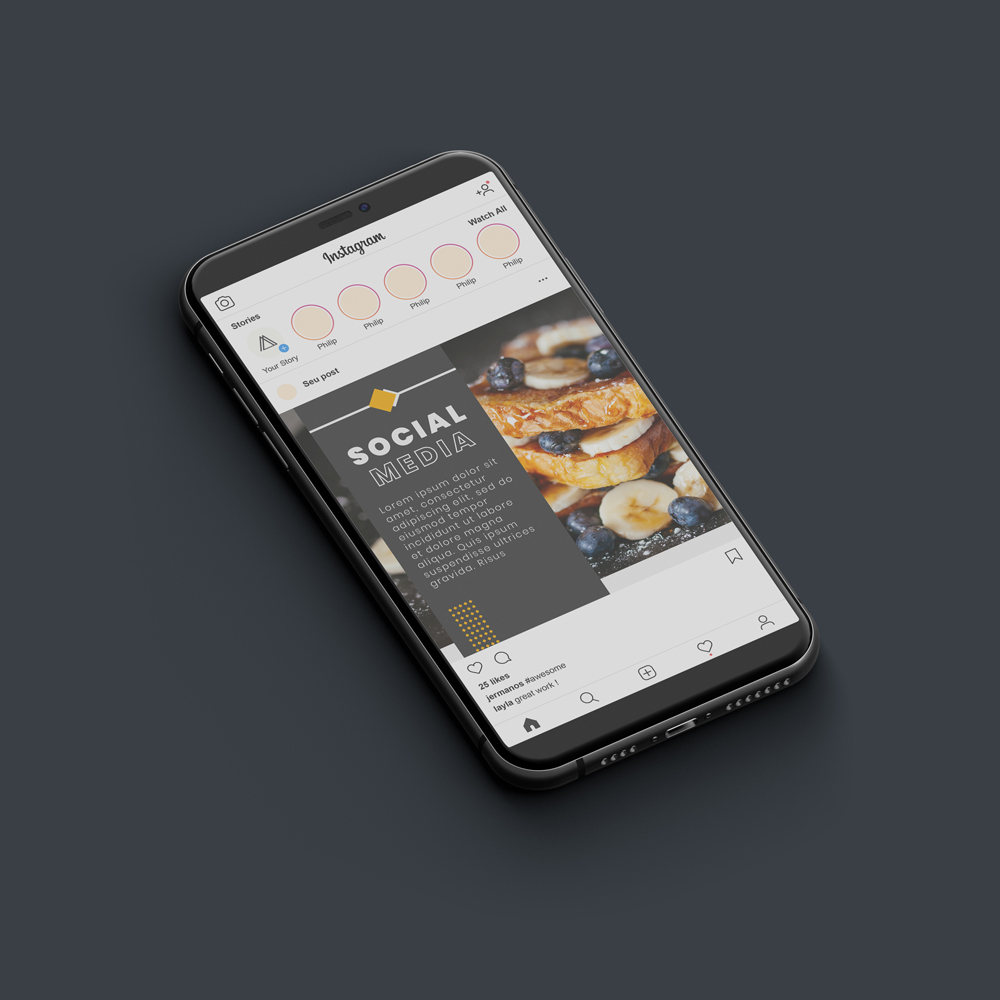 Instagram
Stories
Watch All
Your Story
Philip
Philip
Philip
Philip
Philip
Seu post
SOCIAL
MEDIA
Lorem ipsum dolor sit
amet, consectetur
adipiscing elit, sed do
eiusmod tempor
incididunt ut labore
et dolore magna
aliqua. Quis ipsum
suspendisse ultrices
gravida. Risus
25 likes
jermanos #awesome
layla great work !